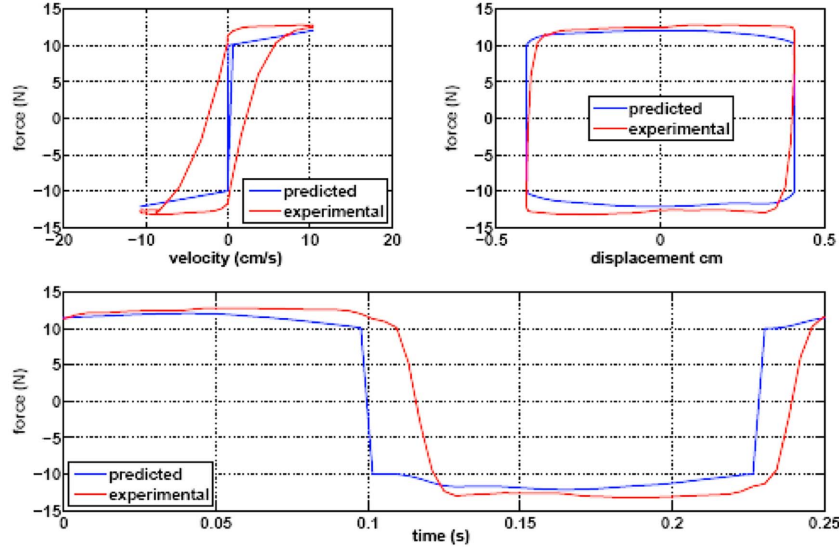 15
10
5
0
−5
−10
−15
force (N)
−20
−10
0
10
20
velocity (cm/s)
predicted
experimental
15
10
5
0
−5
−10
−15
force (N)
−0.5
0
0.5
displacement cm
predicted
experimental
15
10
5
0
−5
−10
−15
force (N)
0
0.05
0.1
0.15
0.2
0.25
time (s)
predicted
experimental